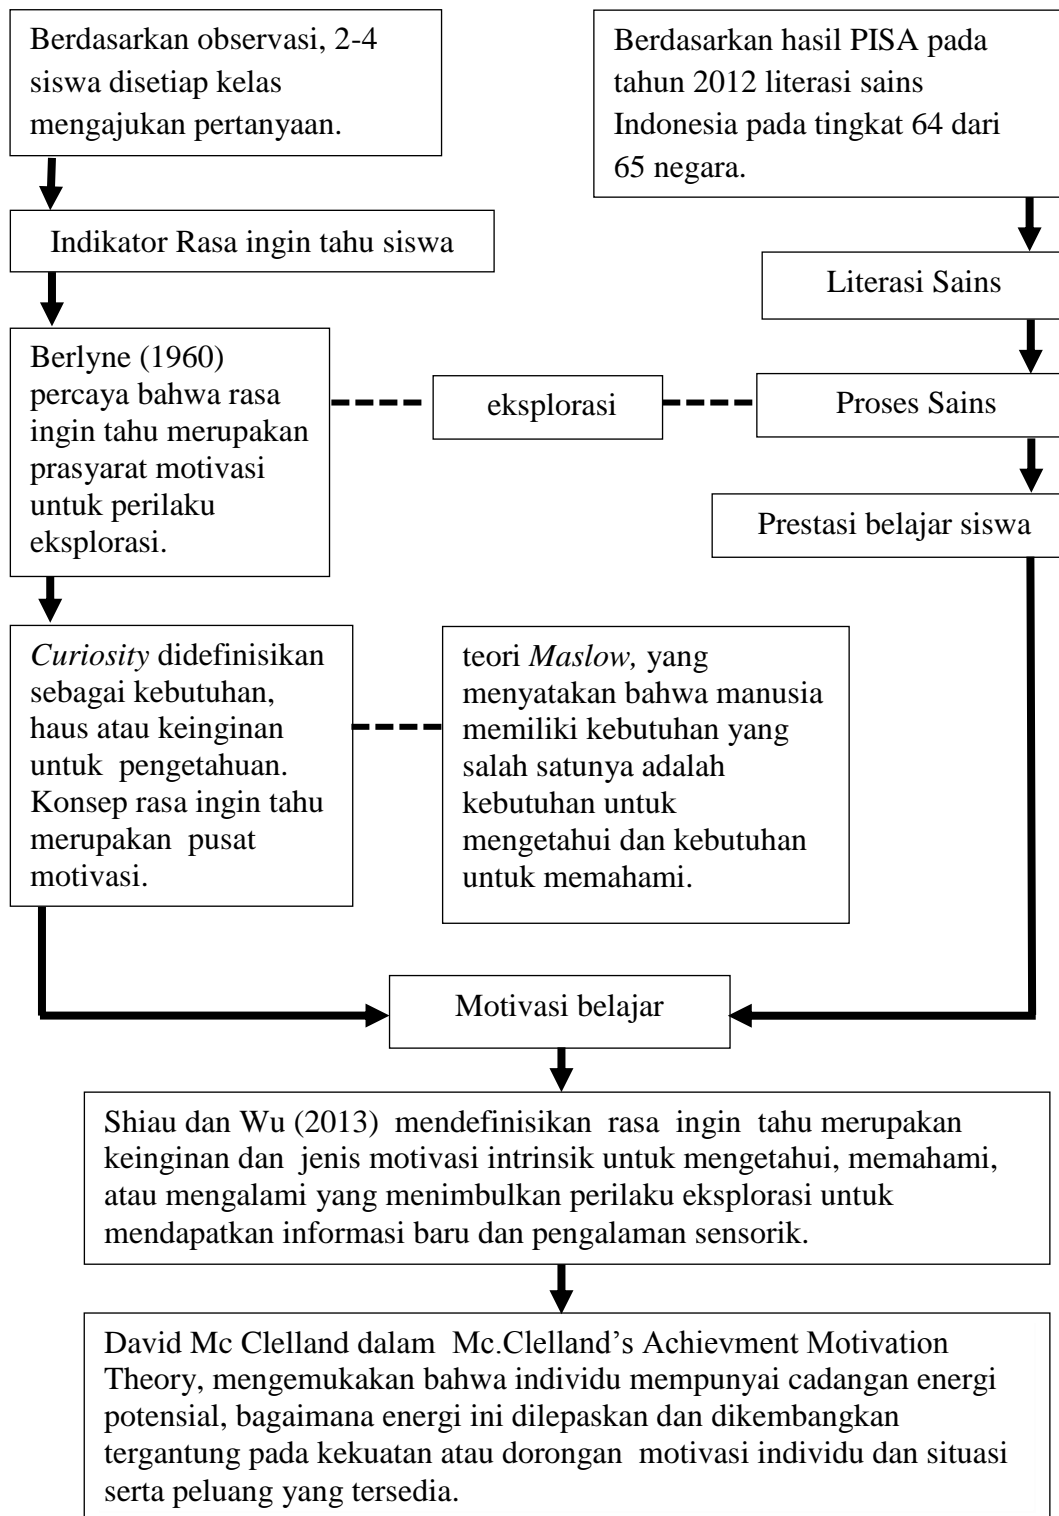 Berdasarkan observasi, 2-4
siswa disetiap kelas
mengajukan pertanyaan.
Berdasarkan hasil PISA pada
tahun 2012 literasi sains
Indonesia pada tingkat 64 dari
65 negara.
Indikator Rasa ingin tahu siswa
Literasi Sains
Berlyne (1960)
percaya bahwa rasa
ingin tahu merupakan
prasyarat motivasi
untuk perilaku
eksplorasi.
eksplorasi
Proses Sains
Prestasi belajar siswa
Curiosity didefinisikan
sebagai kebutuhan,
haus atau keinginan
untuk pengetahuan.
Konsep rasa ingin tahu
merupakan pusat
motivasi.
teori Maslow, yang
menyatakan bahwa manusia
memiliki kebutuhan yang
salah satunya adalah
kebutuhan untuk
mengetahui dan kebutuhan
untuk memahami.
Motivasi belajar
Shiau dan Wu (2013) mendefinisikan rasa ingin tahu merupakan
keinginan dan jenis motivasi intrinsik untuk mengetahui, memahami,
atau mengalami yang menimbulkan perilaku eksplorasi untuk
mendapatkan informasi baru dan pengalaman sensorik.
David Mc Clelland dalam Mc.Clelland’s Achievment Motivation
Theory, mengemukakan bahwa individu mempunyai cadangan energi
potensial, bagaimana energi ini dilepaskan dan dikembangkan
tergantung pada kekuatan atau dorongan motivasi individu dan situasi
serta peluang yang tersedia.